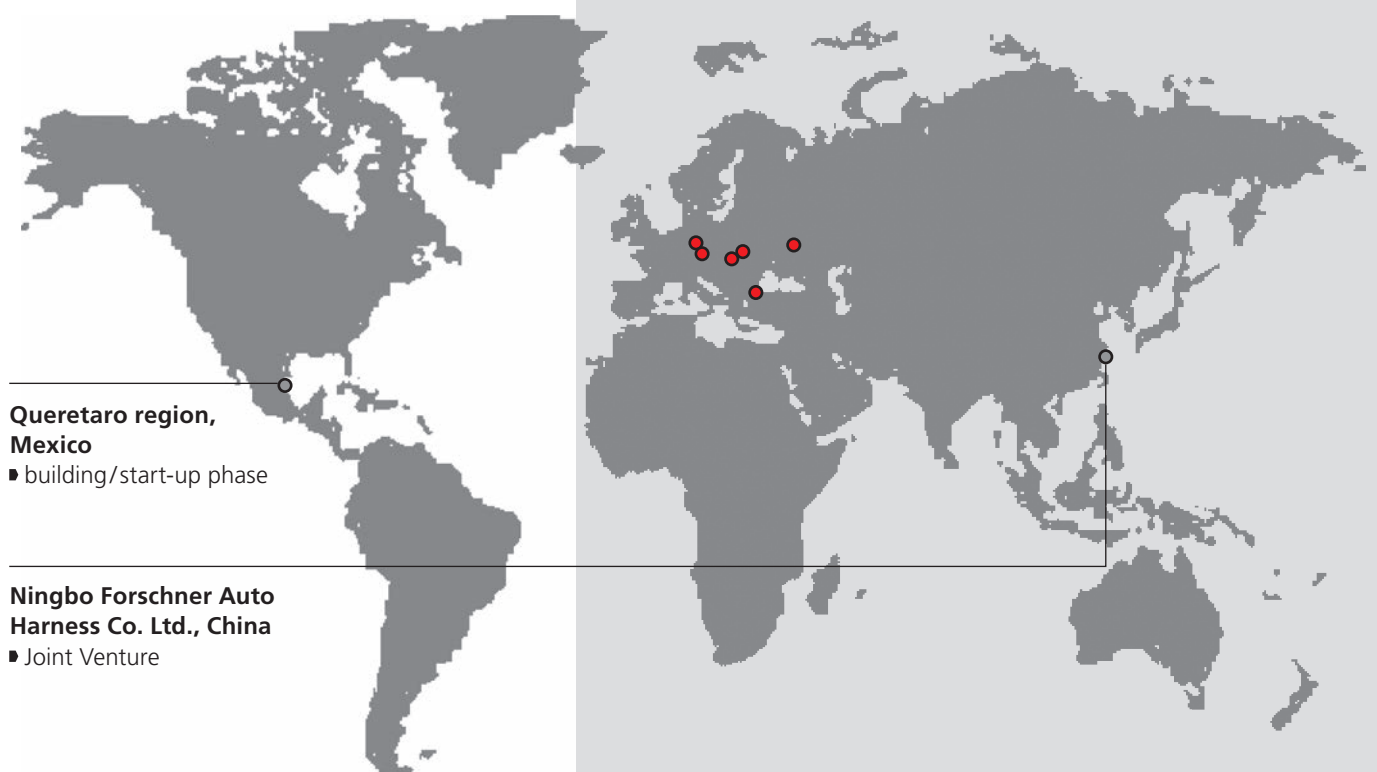 Queretaro region,
Mexico
building/start-up phase
Ningbo Forschner Auto
Harness Co. Ltd., China
Joint Venture